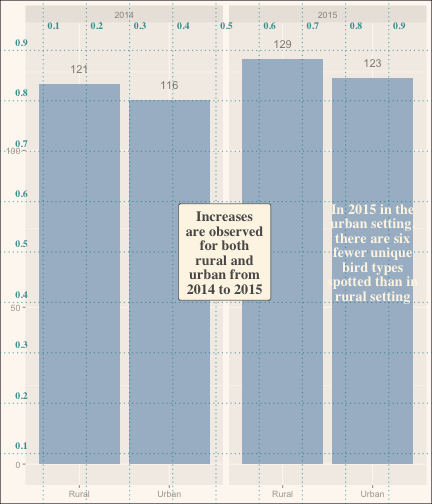 2014
2015
0.1 0.2 0.3 0.4 0.5 0.6 0.7 0.8 0.9
0.9
129
123
121
116
0.8
0.7
100
0.6
Increases
are observed
for both
rural and
urban from
2014 to 2015
In 2015 in the
urban setting,
there are six
fewer unique
bird types
spotted than in
rural setting
0.5
0.4
50
0.3
0.2
0.1
0
Rural
Urban
Rural
Urban